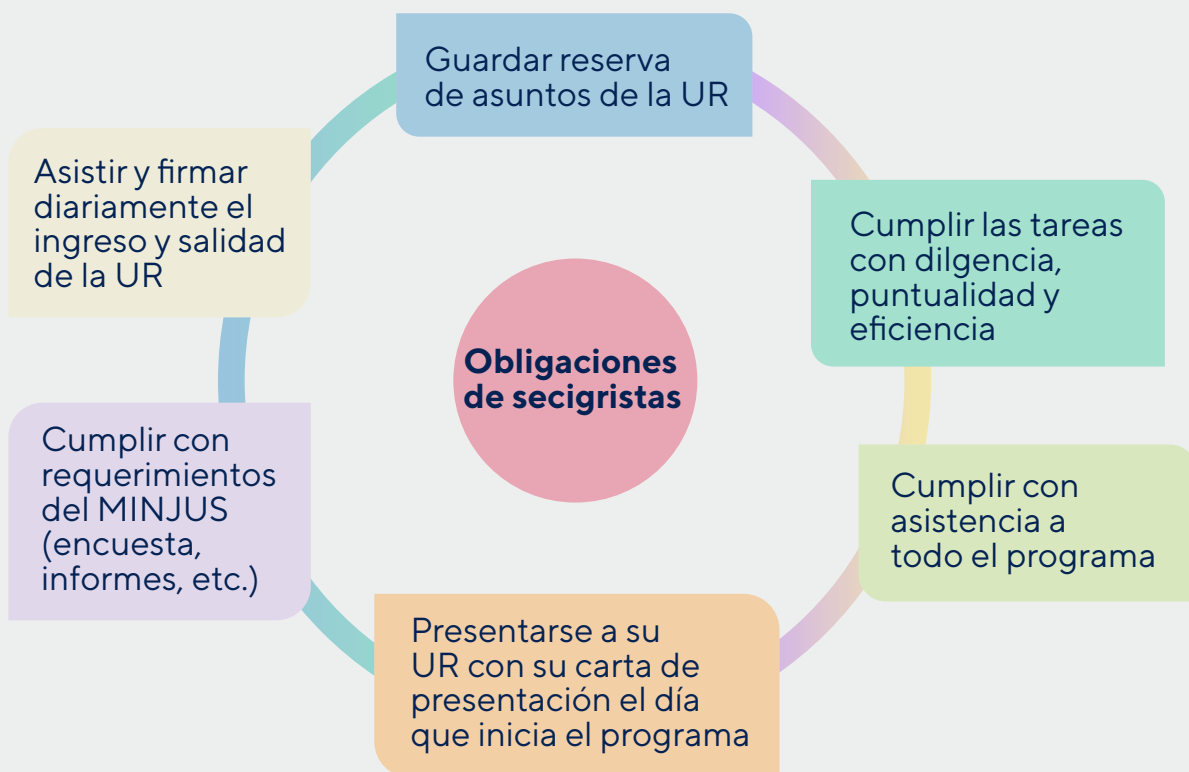 Guardar reserva
de asuntos de la UR
Asistir y firmar
diariamente el
ingreso y salidad
de la UR
Cumplir las tareas
con dilgencia,
puntualidad y
eficiencia
Obligaciones
de secigristas
Cumplir con
requerimientos
del MINJUS
(encuesta,
informes, etc.)
Cumplir con
asistencia a
todo el programa
Presentarse a su
UR con su carta de
presentación el día
que inicia el programa